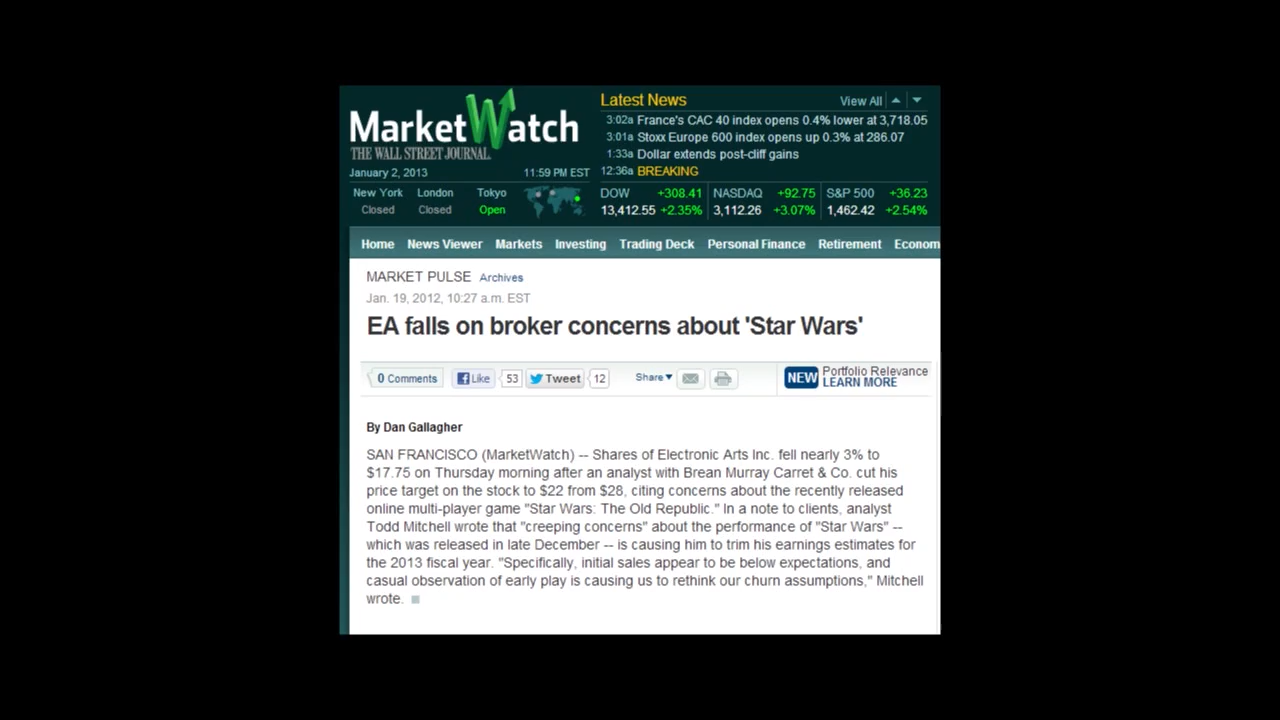 MarketWatch
THE WALL STREET JOURNAL.
January 2, 2013 11:59 PM EST
New York London Tokyo
Closed Closed Open
Latest News View All
3:02a France's CAC 40 index opens 0.4% lower at 3,718.05
3:01a Stoxx Europe 600 index opens up 0.3% at 286.07
1:33a Dollar extends post-cliff gains
12:36a BREAKING
DOW +308.41 NASDAQ +92.75 S&P 500 +36.23
13,412.55 +2.35% 3,112.26 +3.07% 1,462.42 +2.54%
Home News Viewer Markets Investing Trading Deck Personal Finance Retirement Econom
MARKET PULSE Archives
Jan. 19, 2012, 10:27 a.m. EST
EA falls on broker concerns about 'Star Wars'
0 Comments Like 53 Tweet 12 Share NEW Portfolio Relevance
LEARN MORE
By Dan Gallagher
SAN FRANCISCO (MarketWatch) -- Shares of Electronic Arts Inc. fell nearly 3% to
$17.75 on Thursday morning after an analyst with Brean Murray Carret & Co. cut his
price target on the stock to $22 from $28, citing concerns about the recently released
online multi-player game "Star Wars: The Old Republic." In a note to clients, analyst
Todd Mitchell wrote that "creeping concerns" about the performance of "Star Wars" --
which was released in late December -- is causing him to trim his earnings estimates for
the 2013 fiscal year. "Specifically, initial sales appear to be below expectations, and
casual observation of early play is causing us to rethink our churn assumptions," Mitchell
wrote.